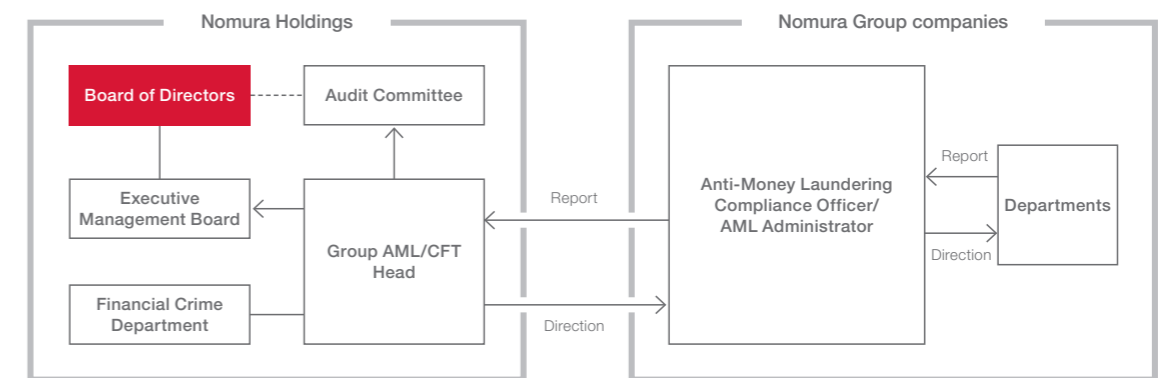 Nomura Holdings
Board of Directors
Audit Committee
Executive
Management Board
Group AML/CFT
Head
Financial Crime
Department
Report
Direction
Nomura Group companies
Anti-Money Laundering
Compliance Officer/
AML Administrator
Report
Direction
Departments